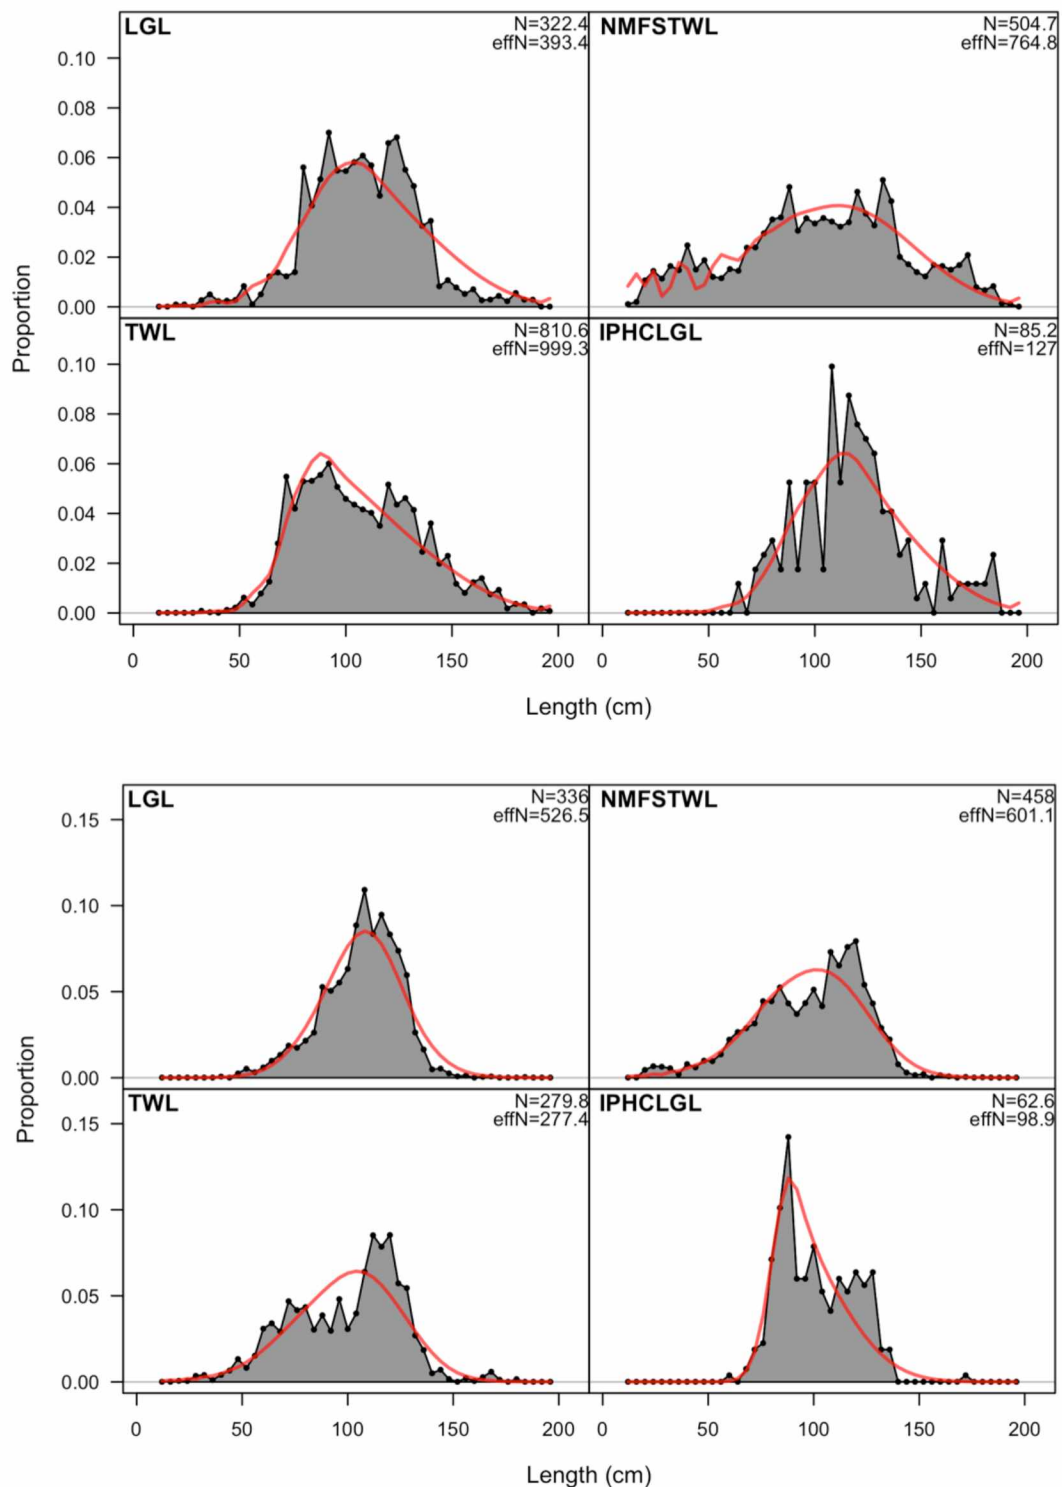 LGL
N=322.4
effN=393.4
NMFSTWL
N=504.7
effN=764.8
0.10
0.08
0.06
0.04
0.02
0.00
TWL
N=810.6
effN=999.3
IPHCLGL
N=85.2
effN=127
0.10
0.08
0.06
0.04
0.02
0.00
Proportion
0 50 100 150 200 0 50 100 150 200
Length (cm)
LGL
N=336
effN=526.5
NMFSTWL
N=458
effN=601.1
0.15
0.10
0.05
0.00
TWL
N=279.8
effN=277.4
IPHCLGL
N=62.6
effN=98.9
0.15
0.10
0.05
0.00
Proportion
0 50 100 150 200 0 50 100 150 200
Length (cm)